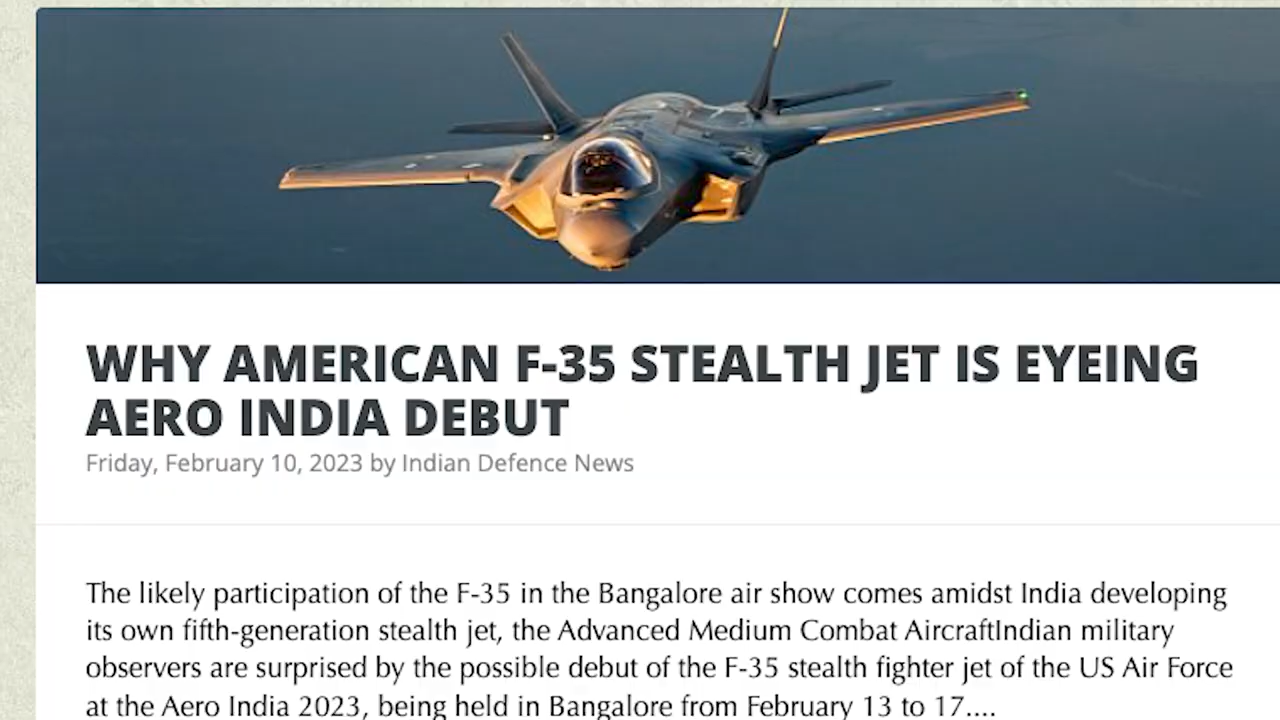 WHY AMERICAN F-35 STEALTH JET IS EYEING
AERO INDIA DEBUT
Friday, February 10, 2023 by Indian Defence News
The likely participation of the F-35 in the Bangalore air show comes amidst India developing
its own fifth-generation stealth jet, the Advanced Medium Combat AircraftIndian military
observers are surprised by the possible debut of the F-35 stealth fighter jet of the US Air Force
at the Aero India 2023, being held in Bangalore from February 13 to 17....